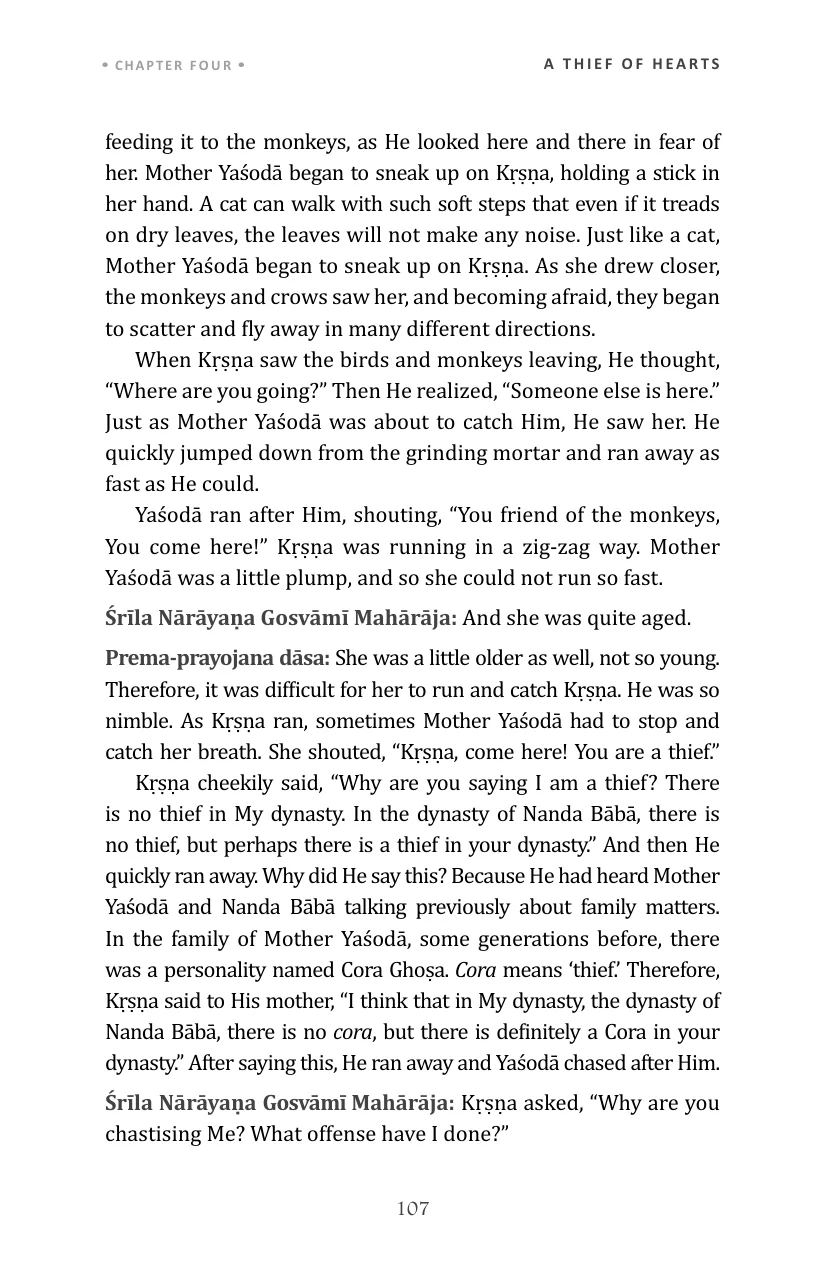 • CHAPTER FOUR •
A THIEF OF HEARTS
feeding it to the monkeys, as He looked here and there in fear of
her. Mother Yaśodā began to sneak up on Kṛṣṇa, holding a stick in
her hand. A cat can walk with such soft steps that even if it treads
on dry leaves, the leaves will not make any noise. Just like a cat,
Mother Yaśodā began to sneak up on Kṛṣṇa. As she drew closer,
the monkeys and crows saw her, and becoming afraid, they began
to scatter and fly away in many different directions.
When Kṛṣṇa saw the birds and monkeys leaving, He thought,
“Where are you going?” Then He realized, “Someone else is here.”
Just as Mother Yaśodā was about to catch Him, He saw her. He
quickly jumped down from the grinding mortar and ran away as
fast as He could.
Yaśodā ran after Him, shouting, “You friend of the monkeys,
You come here!” Kṛṣṇa was running in a zig-zag way. Mother
Yaśodā was a little plump, and so she could not run so fast.
Śrīla Nārāyaṇa Gosvāmī Mahārāja: And she was quite aged.
Prema-prayojana dāsa: She was a little older as well, not so young.
Therefore, it was difficult for her to run and catch Kṛṣṇa. He was so
nimble. As Kṛṣṇa ran, sometimes Mother Yaśodā had to stop and
catch her breath. She shouted, “Kṛṣṇa, come here! You are a thief.”
Kṛṣṇa cheekily said, “Why are you saying I am a thief? There
is no thief in My dynasty. In the dynasty of Nanda Bābā, there is
no thief, but perhaps there is a thief in your dynasty.” And then He
quickly ran away. Why did He say this? Because He had heard Mother
Yaśodā and Nanda Bābā talking previously about family matters.
In the family of Mother Yaśodā, some generations before, there
was a personality named Cora Ghoṣa. Cora means ‘thief.’ Therefore,
Kṛṣṇa said to His mother, “I think that in My dynasty, the dynasty of
Nanda Bābā, there is no cora, but there is definitely a Cora in your
dynasty.” After saying this, He ran away and Yaśodā chased after Him.
Śrīla Nārāyaṇa Gosvāmī Mahārāja: Kṛṣṇa asked, “Why are you
chastising Me? What offense have I done?”
107